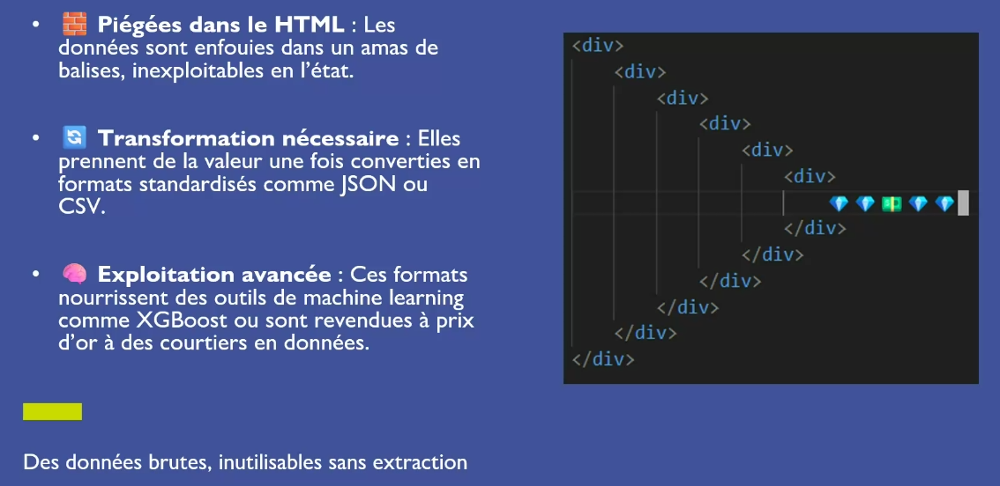 • 🧱 Piégées dans le HTML : Les
données sont enfouies dans un amas de
balises, inexploitables en l’état.
• 🔄 Transformation nécessaire : Elles
prennent de la valeur une fois converties en
formats standardisés comme JSON ou
CSV.
• 🧠 Exploitation avancée : Ces formats
nourrissent des outils de machine learning
comme XGBoost ou sont revendues à prix
d’or à des courtiers en données.
Des données brutes, inutilisables sans extraction
<div>
<div>
<div>
<div>
<div>
<div>
💎 💎 💵 💎 💎
</div>
</div>
</div>
</div>
</div>
</div>